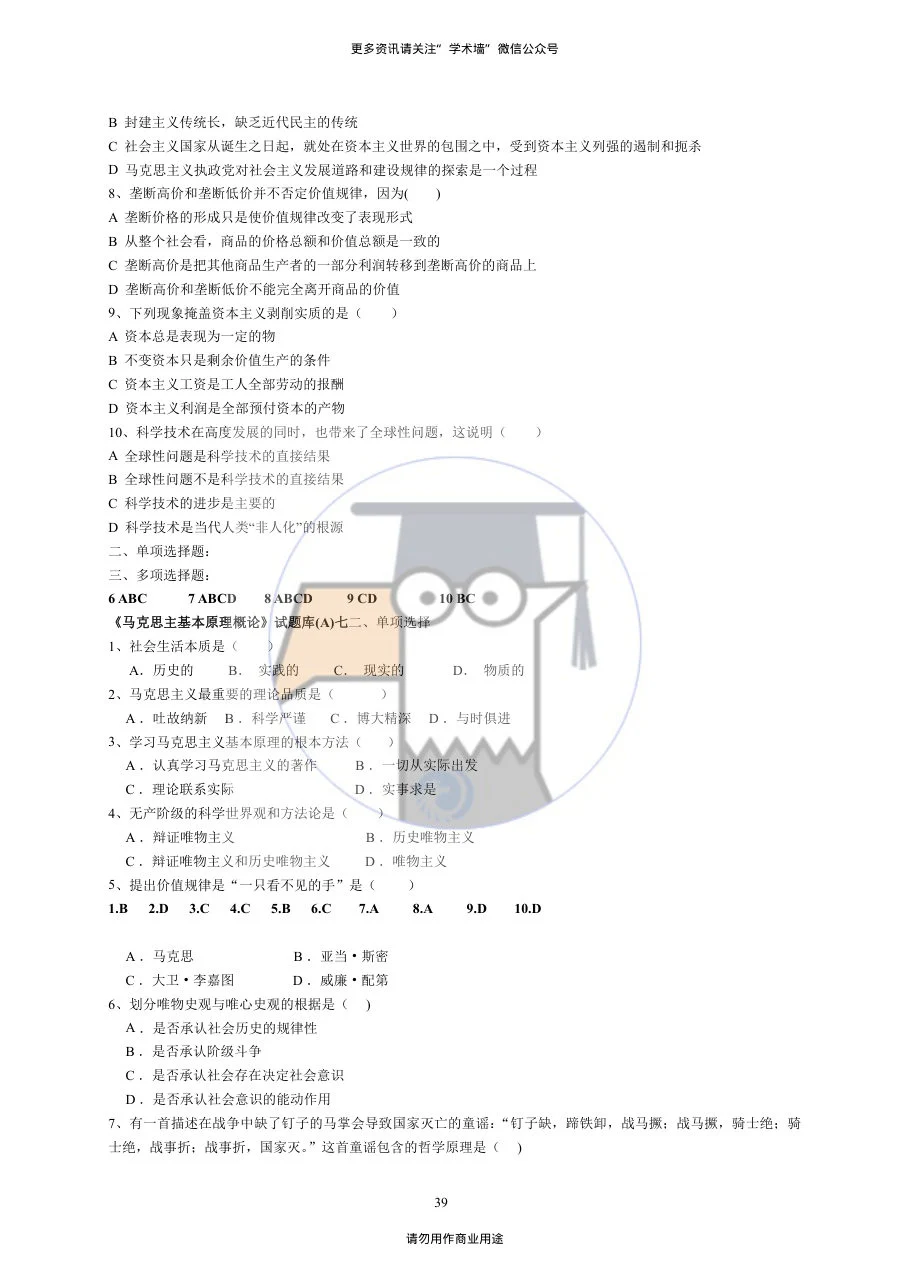 更多资讯请关注“学术墙”微信公众号
B 封建主义传统长，缺乏近代民主的传统
C 社会主义国家从诞生之日起，就处在资本主义世界的包围之中，受到资本主义列强的遏制和扼杀
D 马克思主义执政党对社会主义发展道路和建设规律的探索是一个过程
8、垄断高价和垄断低价并不否定价值规律，因为(  )
A 垄断价格的形成只是使价值规律改变了表现形式
B 从整个社会看，商品的价格总额和价值总额是一致的
C 垄断高价是把其他商品生产者的一部分利润转移到垄断高价的商品上
D 垄断高价和垄断低价不能完全离开商品的价值
9、下列现象掩盖资本主义剥削实质的是（  ）
A 资本总是表现为一定的物
B 不变资本只是剩余价值生产的条件
C 资本主义工资是工人全部劳动的报酬
D 资本主义利润是全部预付资本的产物
10、科学技术在高度发展的同时，也带来了全球性问题，这说明（  ）
A 全球性问题是科学技术的直接结果
B 全球性问题不是科学技术的直接结果
C 科学技术的进步是主要的
D 科学技术是当代人类“非人化”的根源
二、单项选择题：
三、多项选择题：
6 ABC 7 ABCD 8 ABCD 9 CD 10 BC
《马克思主基本原理概论》试题库(A)七二、单项选择
1、社会生活本质是（  ）
A．历史的 B． 实践的 C． 现实的 D． 物质的
2、马克思主义最重要的理论品质是（  ）
A ．吐故纳新 B ．科学严谨 C ．博大精深 D ．与时俱进
3、学习马克思主义基本原理的根本方法（  ）
A ．认真学习马克思主义的著作 B ．一切从实际出发
C ．理论联系实际 D ．实事求是
4、无产阶级的科学世界观和方法论是（  ）
A ．辩证唯物主义 B ．历史唯物主义
C ．辩证唯物主义和历史唯物主义 D ．唯物主义
5、提出价值规律是“一只看不见的手”是（  ）
1.B 2.D 3.C 4.C 5.B 6.C 7.A 8.A 9.D 10.D
A ．马克思 B ．亚当·斯密
C ．大卫·李嘉图 D ．威廉·配第
6、划分唯物史观与唯心史观的根据是（  )
A ．是否承认社会历史的规律性
B ．是否承认阶级斗争
C ．是否承认社会存在决定社会意识
D ．是否承认社会意识的能动作用
7、有一首描述在战争中缺了钉子的马掌会导致国家灭亡的童谣：“钉子缺，蹄铁卸，战马撅；战马撅，骑士绝；骑
士绝，战事折；战事折，国家灭。”这首童谣包含的哲学原理是（  )
39
请勿用作商业用途